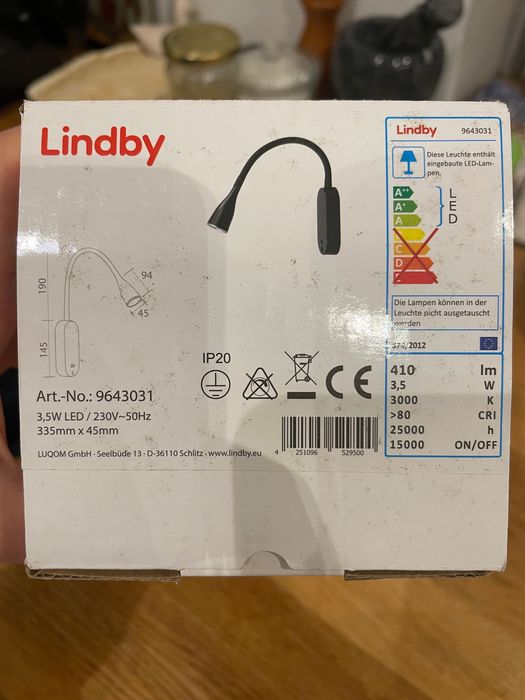 Lindby
Lindby 9643031
Diese Leuchte enthält
eingebaute LED-Lam-
pen.
A++
A+
A
B
C
D
E
L
E
D
Die Lampen können in der
Leuchte nicht ausgetauscht
werden
874/2012
190
145
94
45
IP20
CE
Art.-No.: 9643031
3,5W LED / 230V~50Hz
335mm x 45mm
LUQOM GmbH · Seelbüde 13 · D-36110 Schlitz · www.lindby.eu
4 251096 529500
410 lm
3,5 W
3000 K
>80 CRI
25000 h
15000 ON/OFF